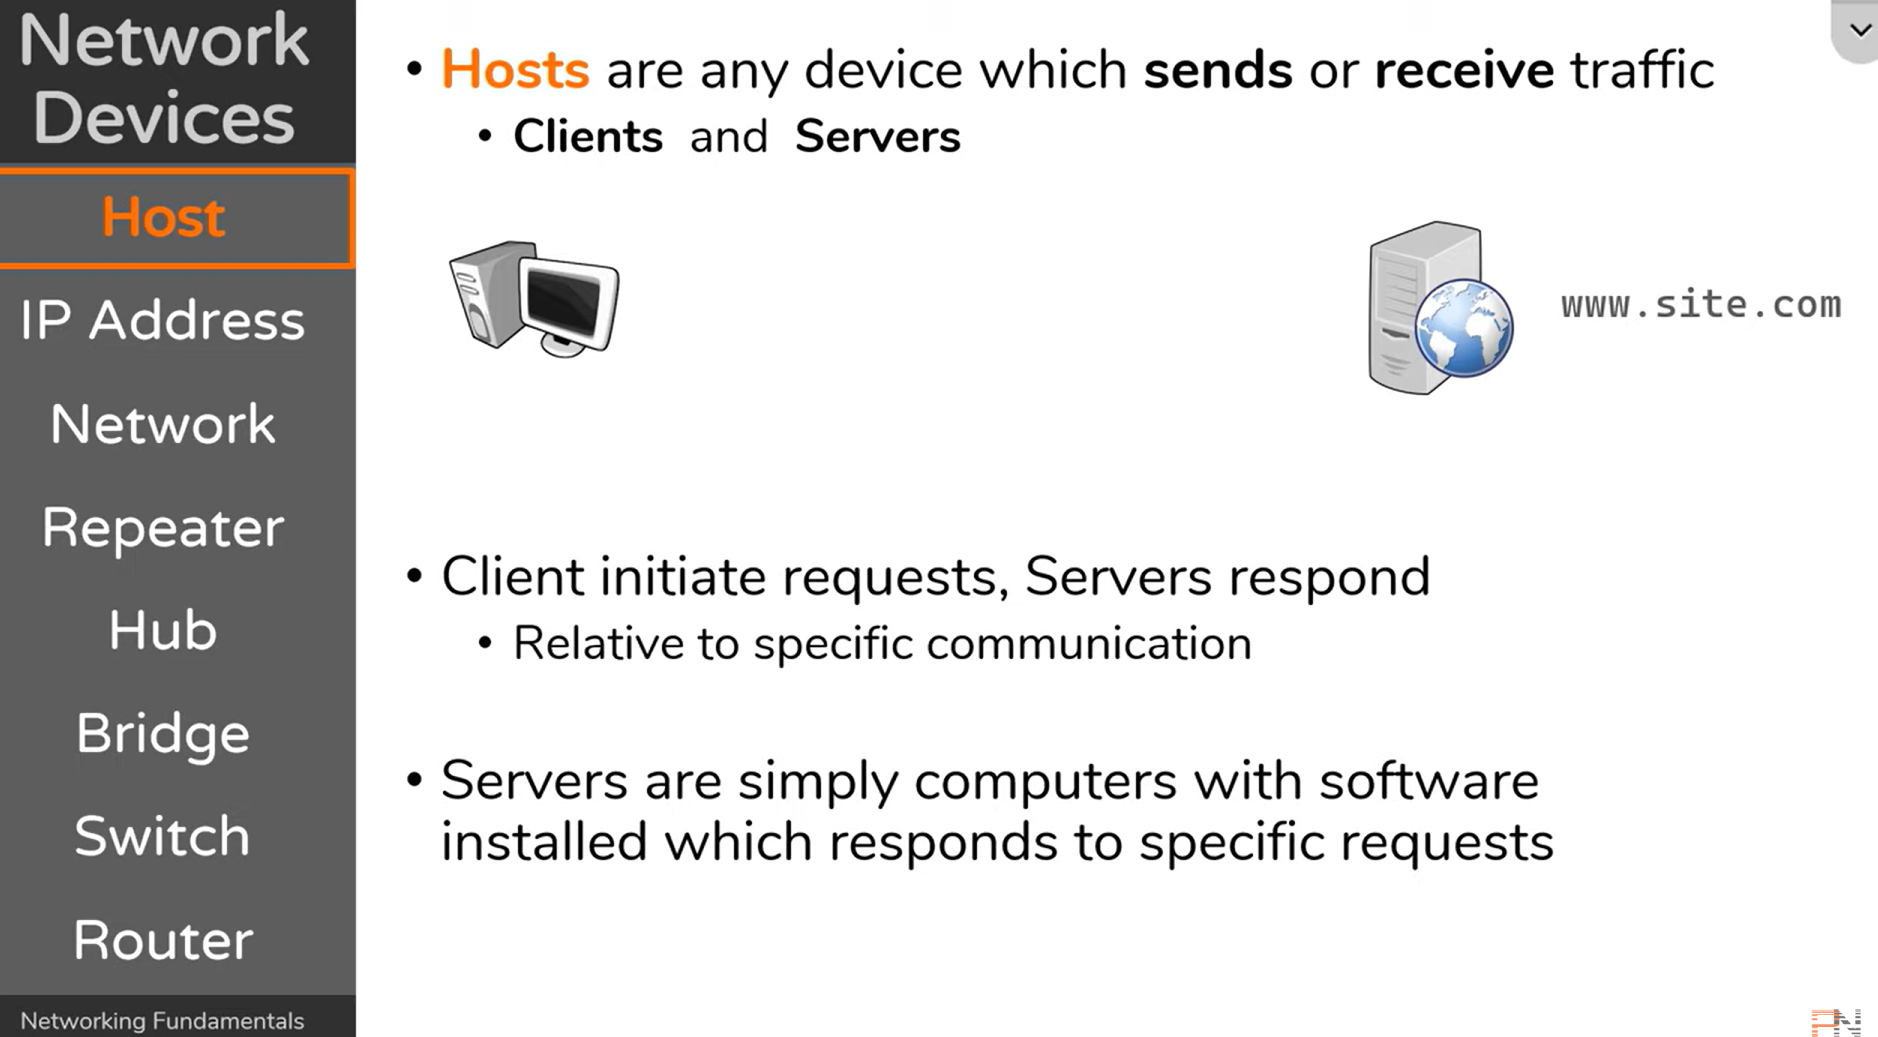 Network
Devices
Host
IP Address
Network
Repeater
Hub
Bridge
Switch
Router
Networking Fundamentals
• Hosts are any device which sends or receive traffic
• Clients and Servers
www.site.com
• Client initiate requests, Servers respond
• Relative to specific communication
• Servers are simply computers with software
installed which responds to specific requests
PN